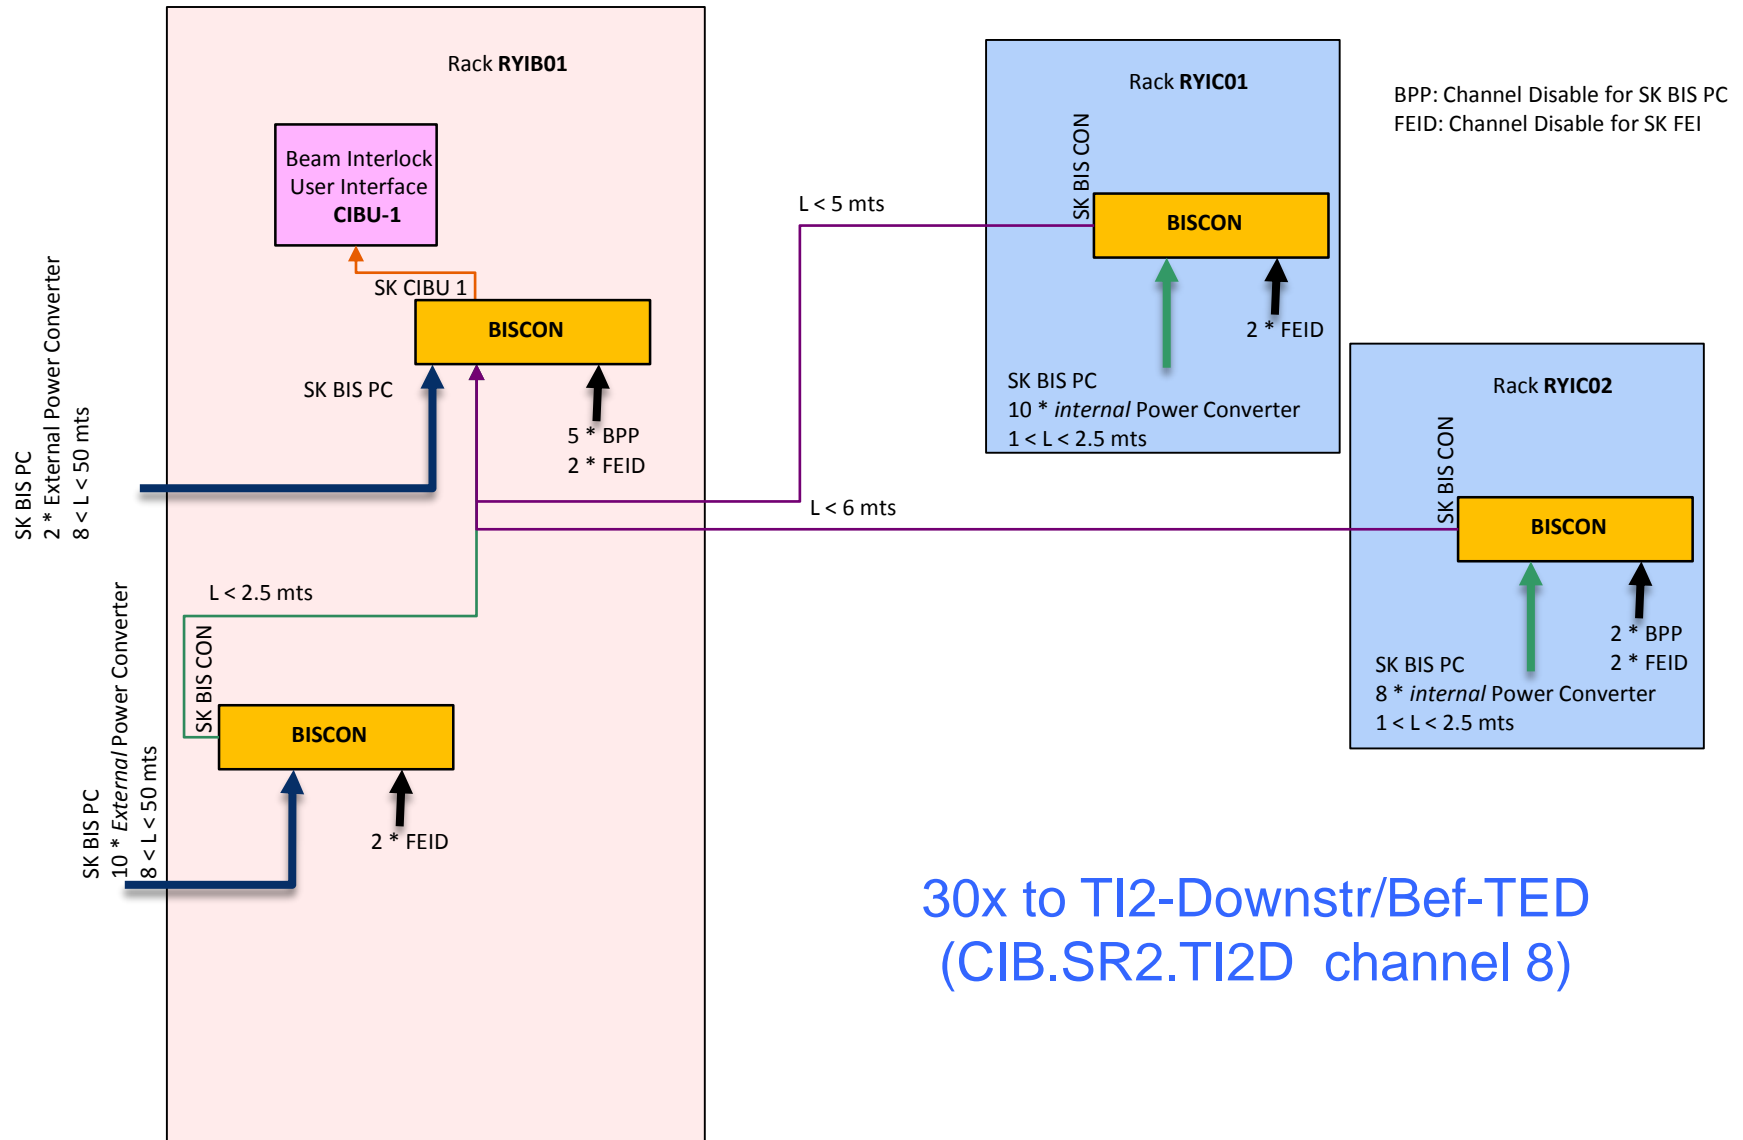 Rack RYIB01
Beam Interlock
User Interface
CIBU-1
SK CIBU 1
BISCON
SK BIS PC
5 * BPP
2 * FEID
SK BIS PC
2 * External Power Converter
8 < L < 50 mts
L < 2.5 mts
SK BIS CON
BISCON
2 * FEID
SK BIS PC
10 * External Power Converter
8 < L < 50 mts
L < 5 mts
L < 6 mts
Rack RYIC01
SK BIS CON
BISCON
2 * FEID
SK BIS PC
10 * internal Power Converter
1 < L < 2.5 mts
BPP: Channel Disable for SK BIS PC
FEID: Channel Disable for SK FEI
Rack RYIC02
SK BIS CON
BISCON
2 * BPP
2 * FEID
SK BIS PC
8 * internal Power Converter
1 < L < 2.5 mts
30x to TI2-Downstr/Bef-TED
(CIB.SR2.TI2D channel 8)